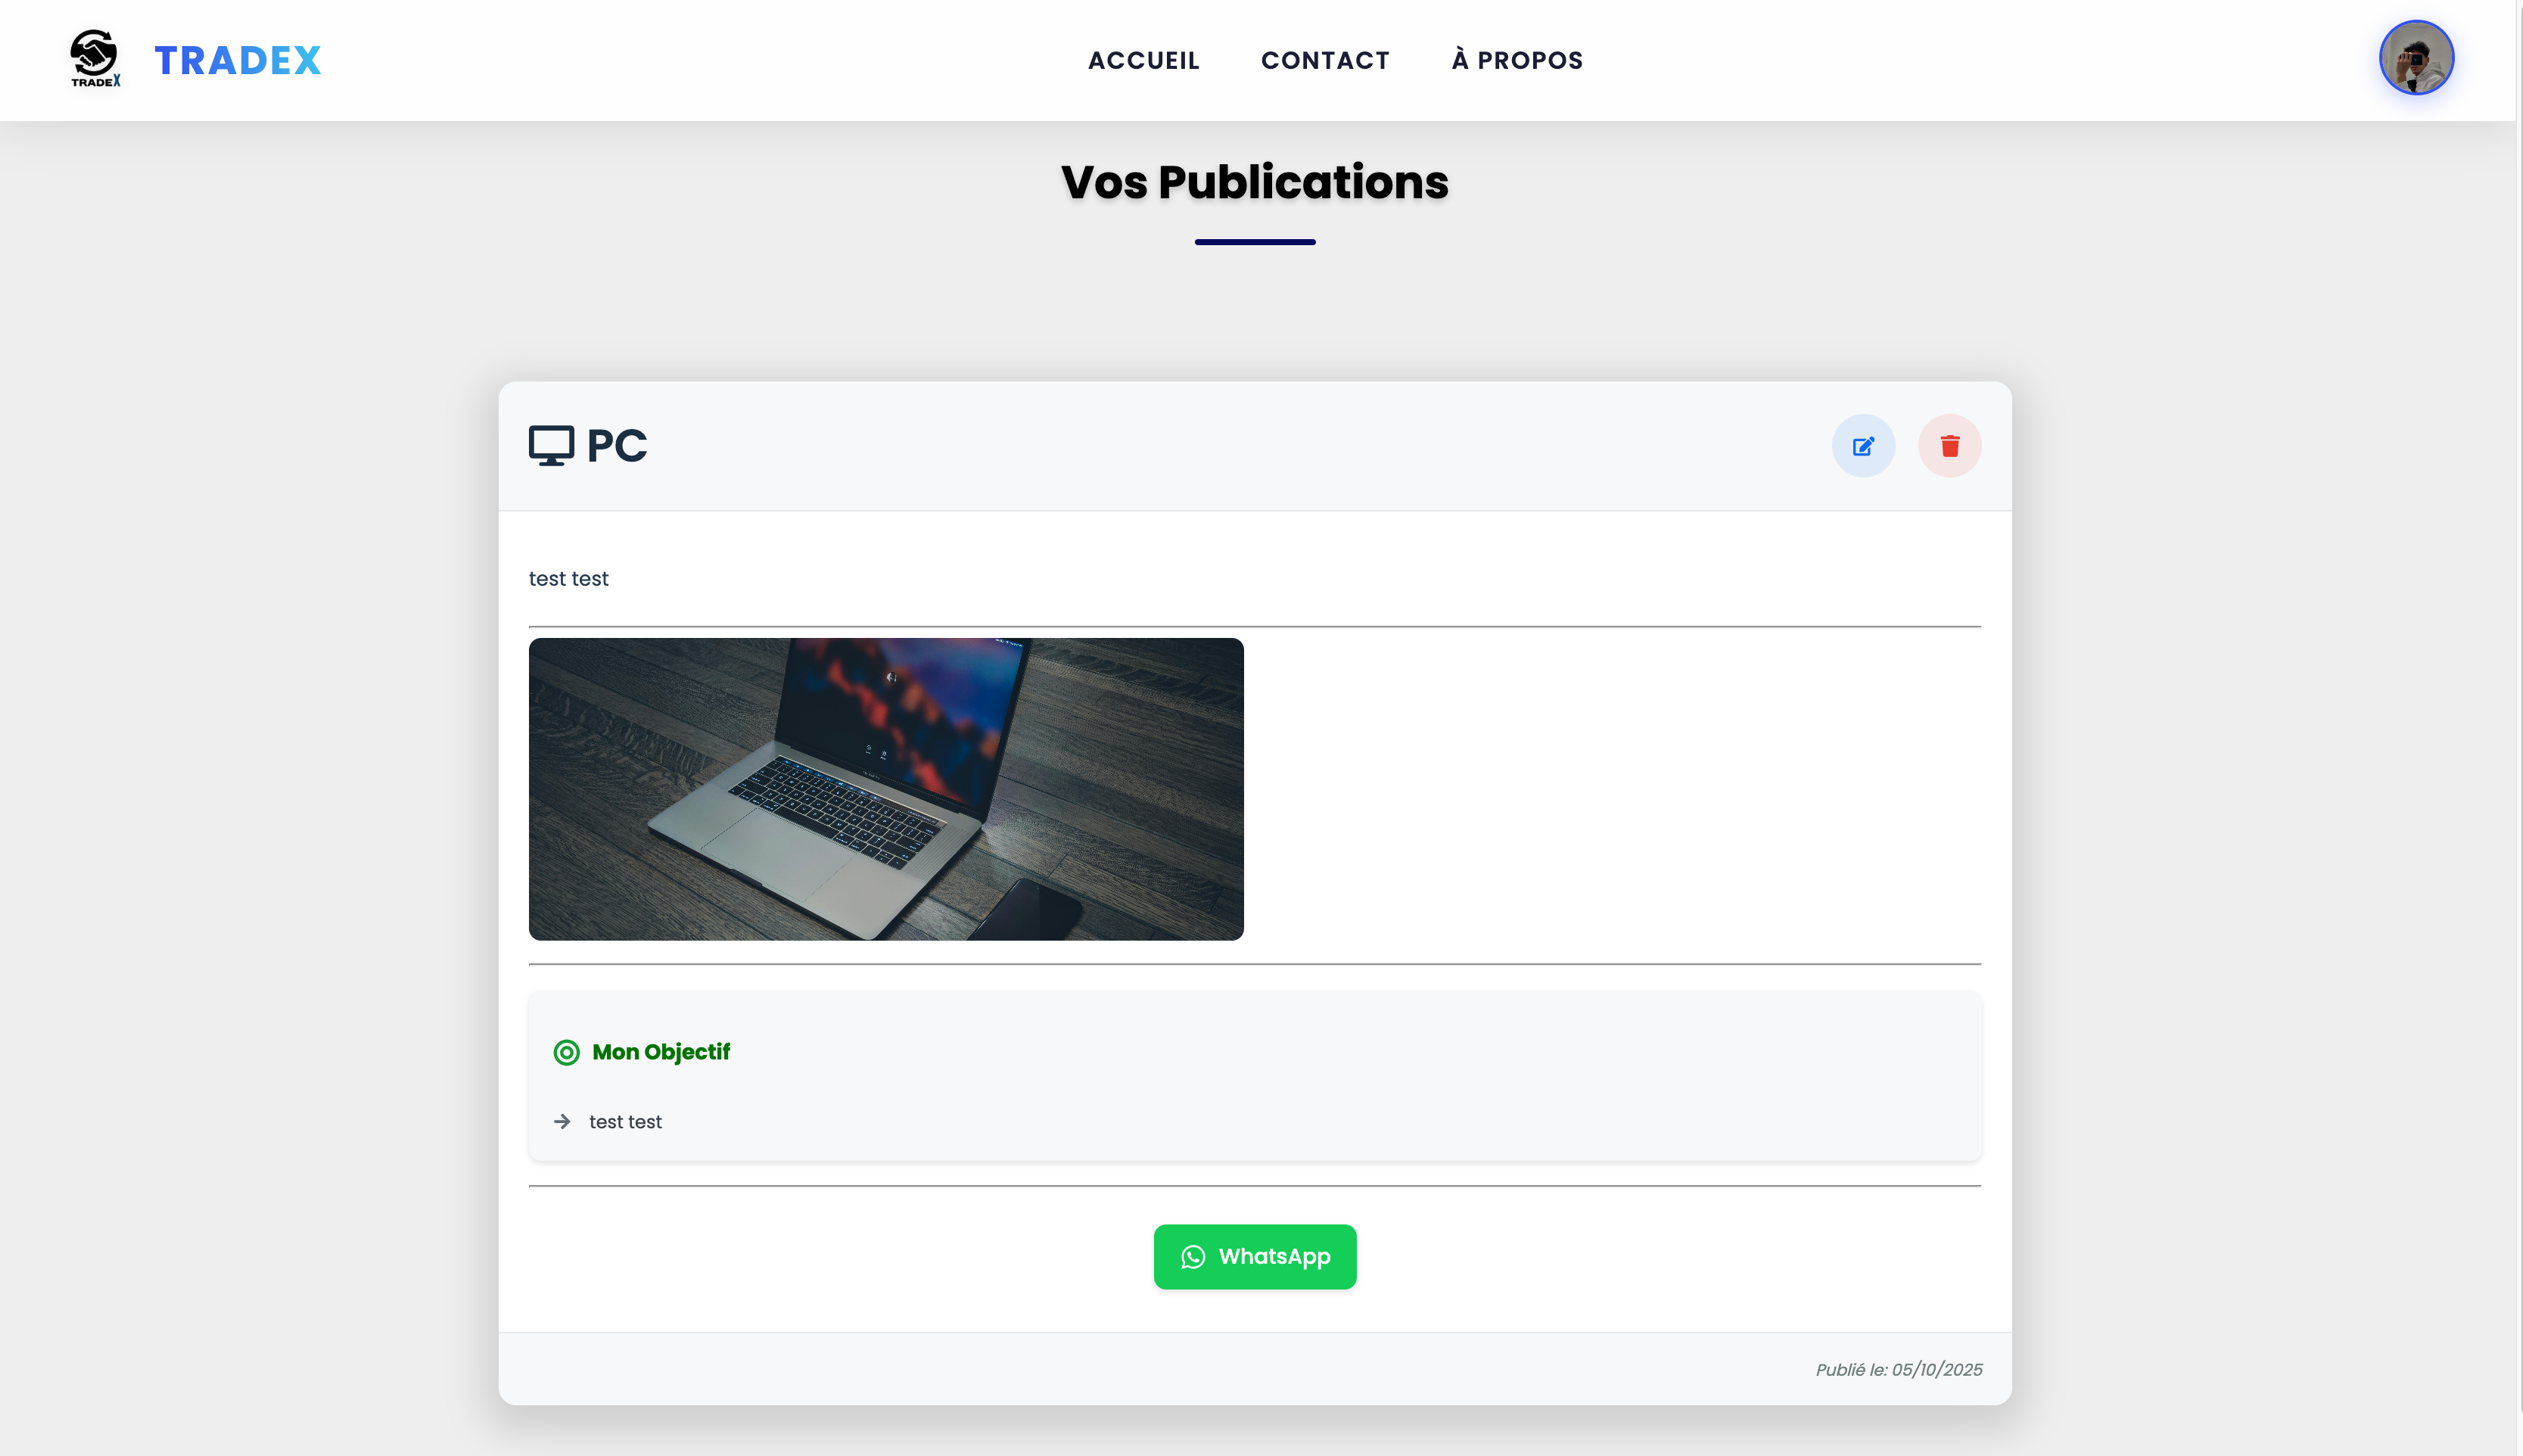 TRADEX
TRADEX
ACCUEIL
CONTACT
À PROPOS
Vos Publications
PC
test test
Mon Objectif
test test
WhatsApp
Publié le: 05/10/2025